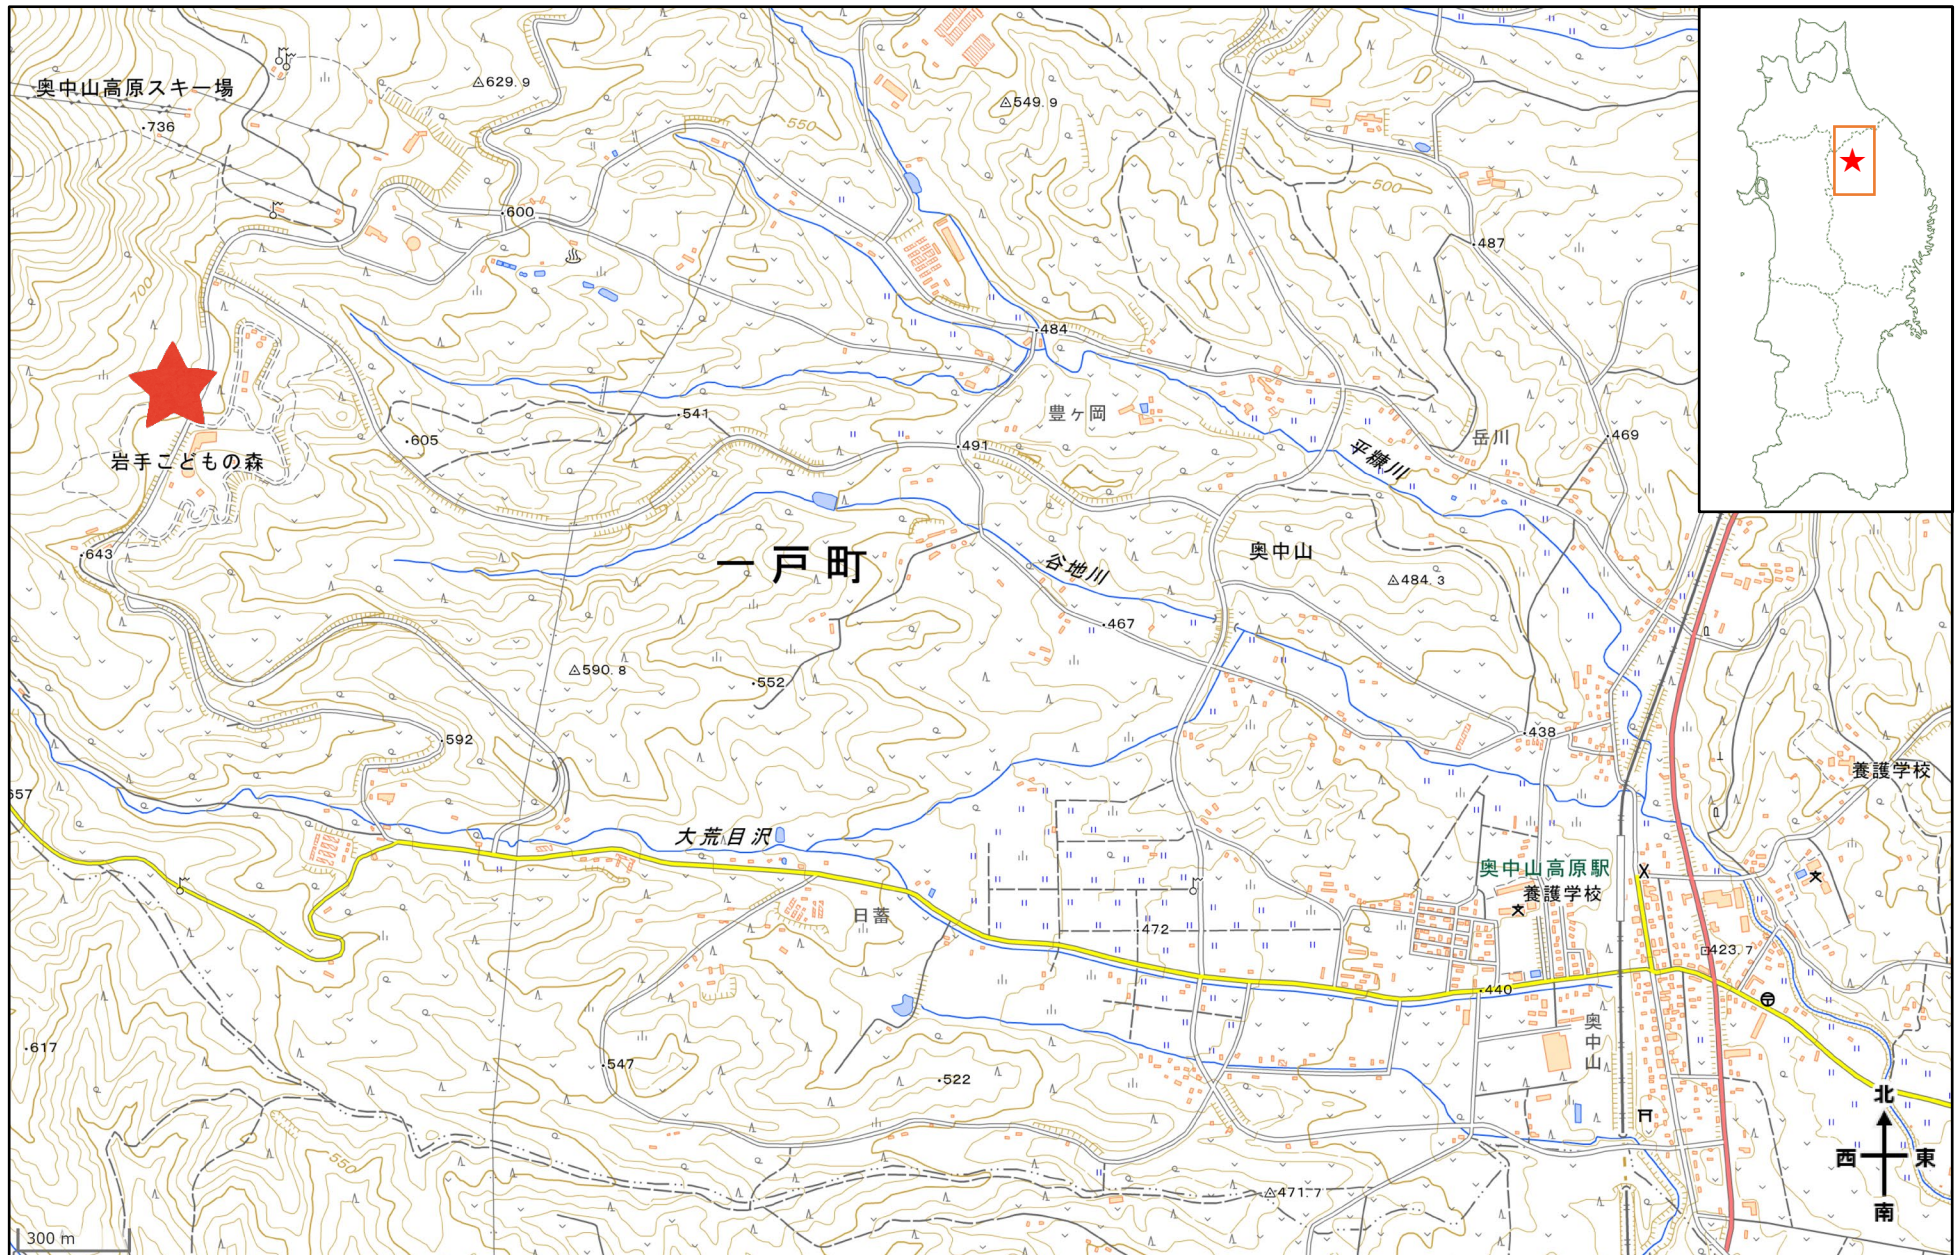 奥中山高原スキー場
629.9
549.9
736
550
500
600
487
700
484
541
豊ヶ岡
605
491
岳川
469
平糠川
岩手こどもの森
643
一戸町
谷地川
奥中山
484.3
467
590.8
552
592
438
養護学校
657
大荒目沢
奥中山高原駅
養護学校
日蓄
472
423.7
440
奥中山
617
547
522
550
471.7
北
西
東
南
300 m